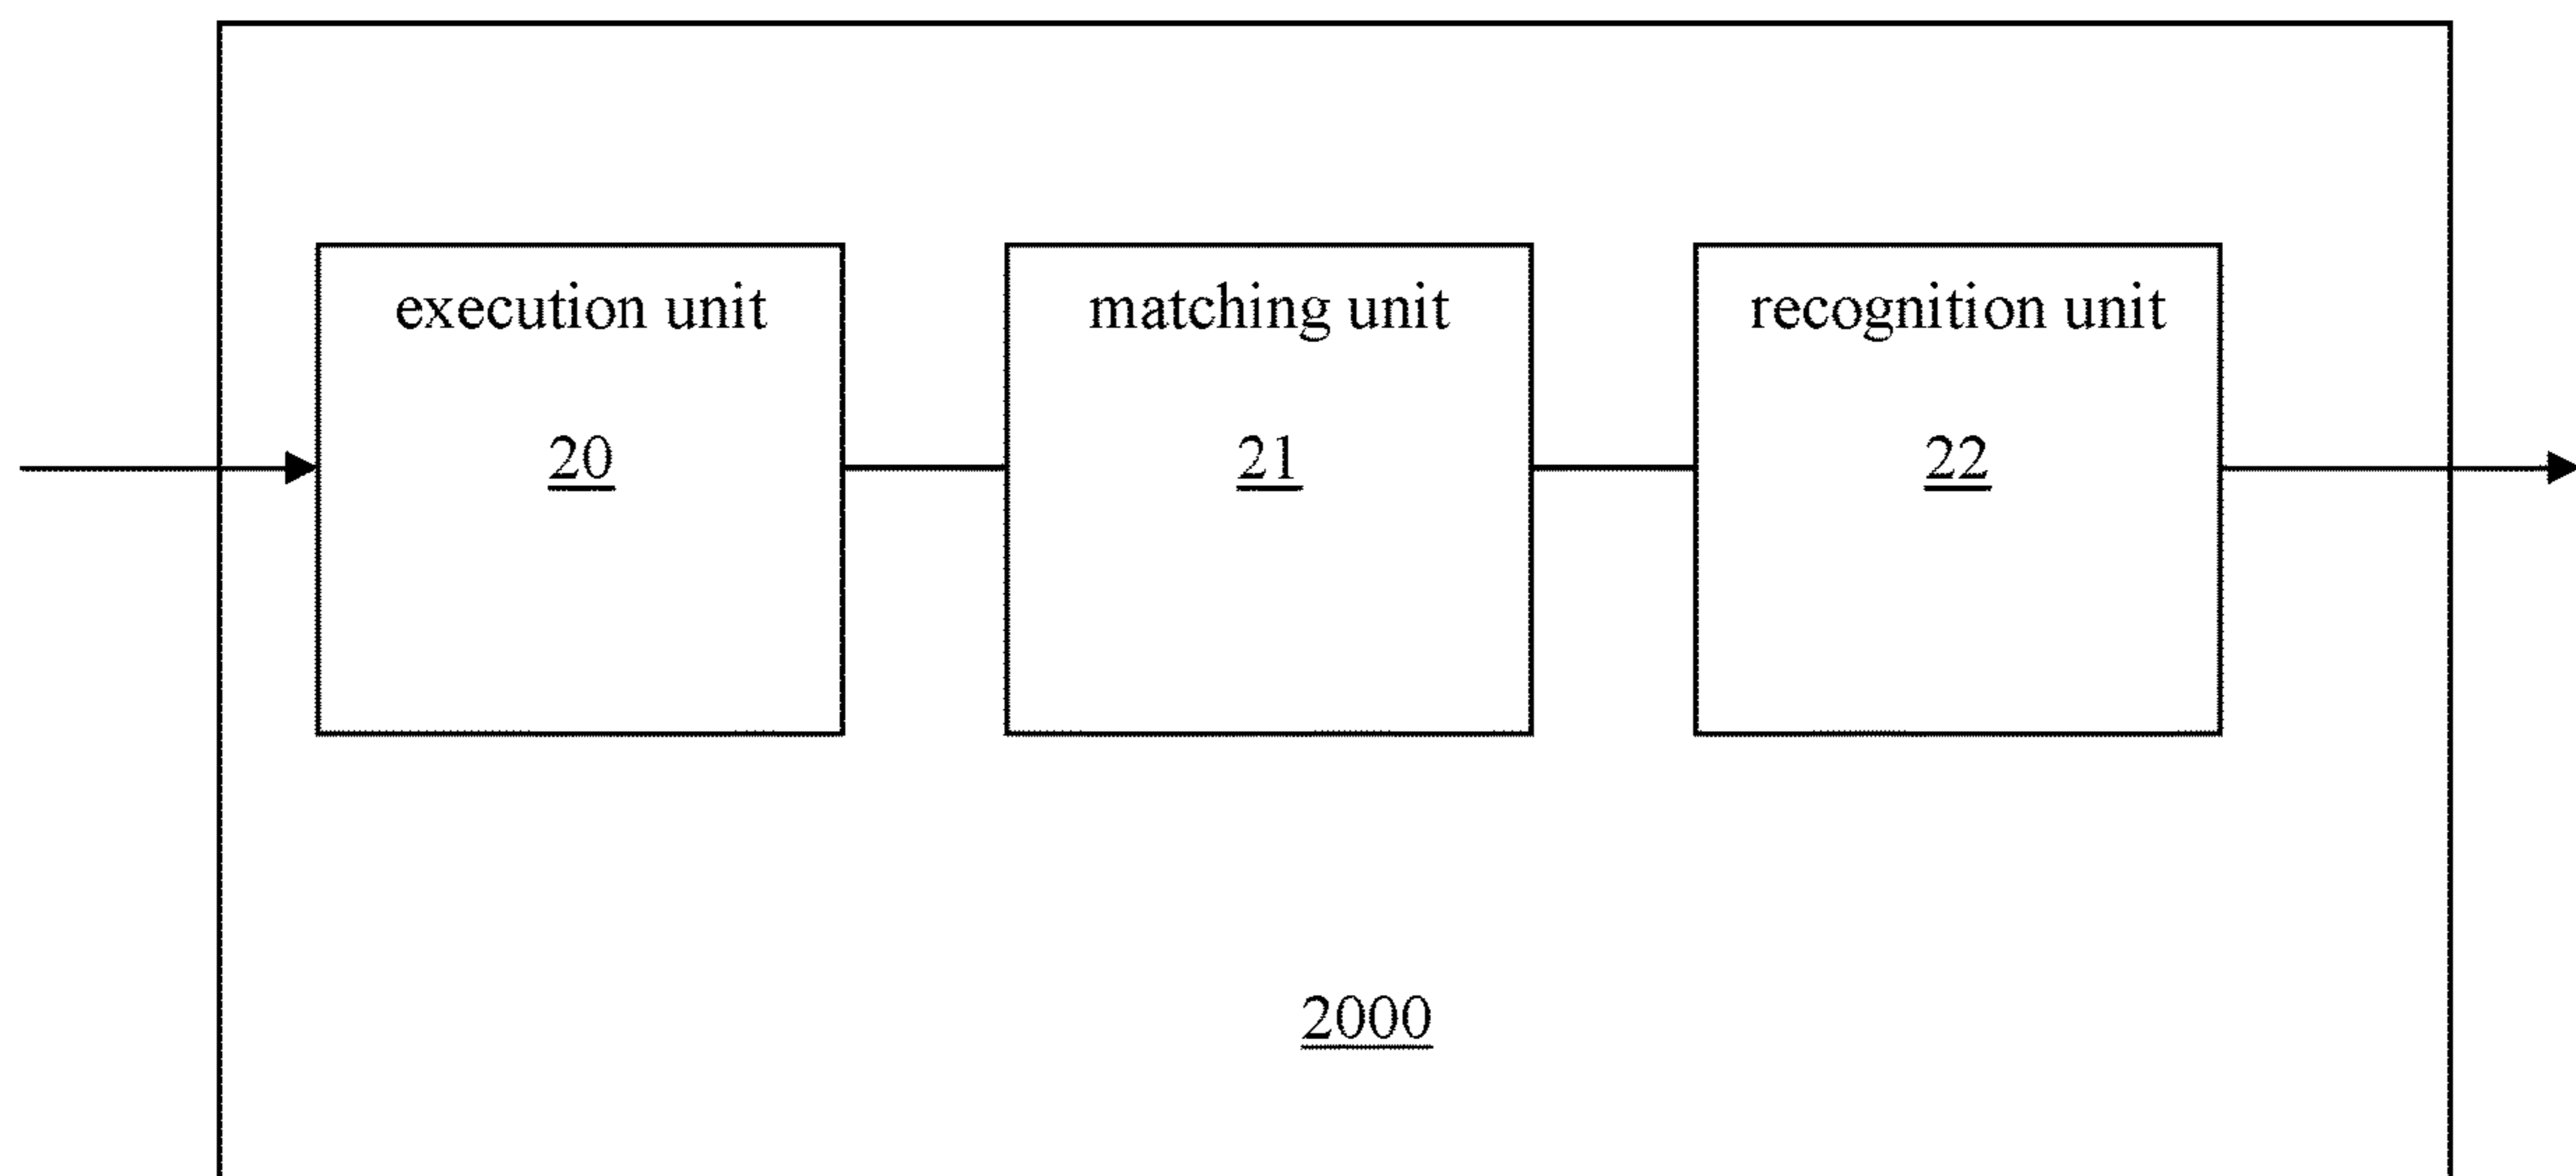 execution unit
20
matching unit
21
recognition unit
22
2000